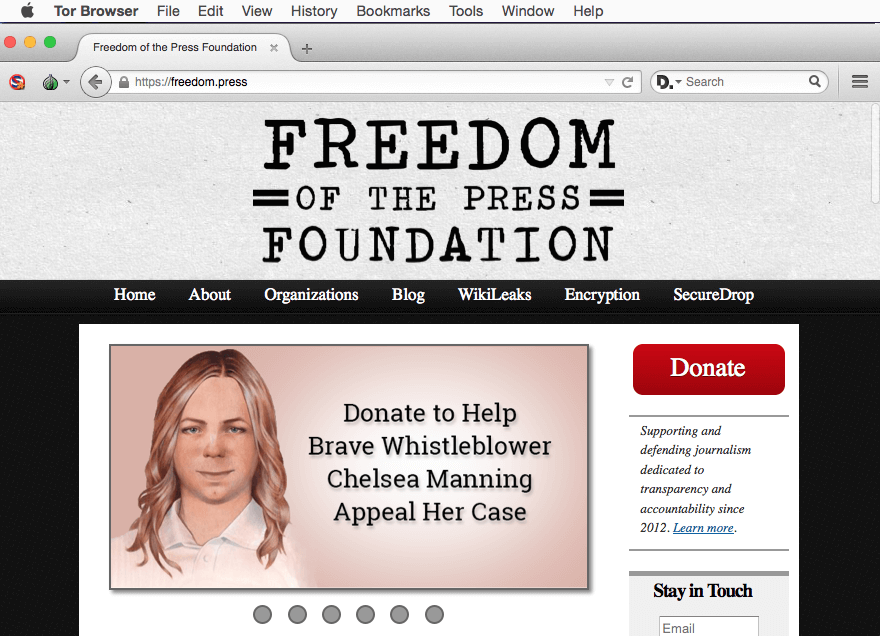 Tor Browser File Edit View History Bookmarks Tools Window Help
Freedom of the Press Foundation
https://freedom.press
D. Search
FREEDOM
OF THE PRESS
FOUNDATION
Home About Organizations Blog WikiLeaks Encryption SecureDrop
Donate to Help
Brave Whistleblower
Chelsea Manning
Appeal Her Case
Donate
Supporting and
defending journalism
dedicated to
transparency and
accountability since
2012. Learn more.
Stay in Touch
Email